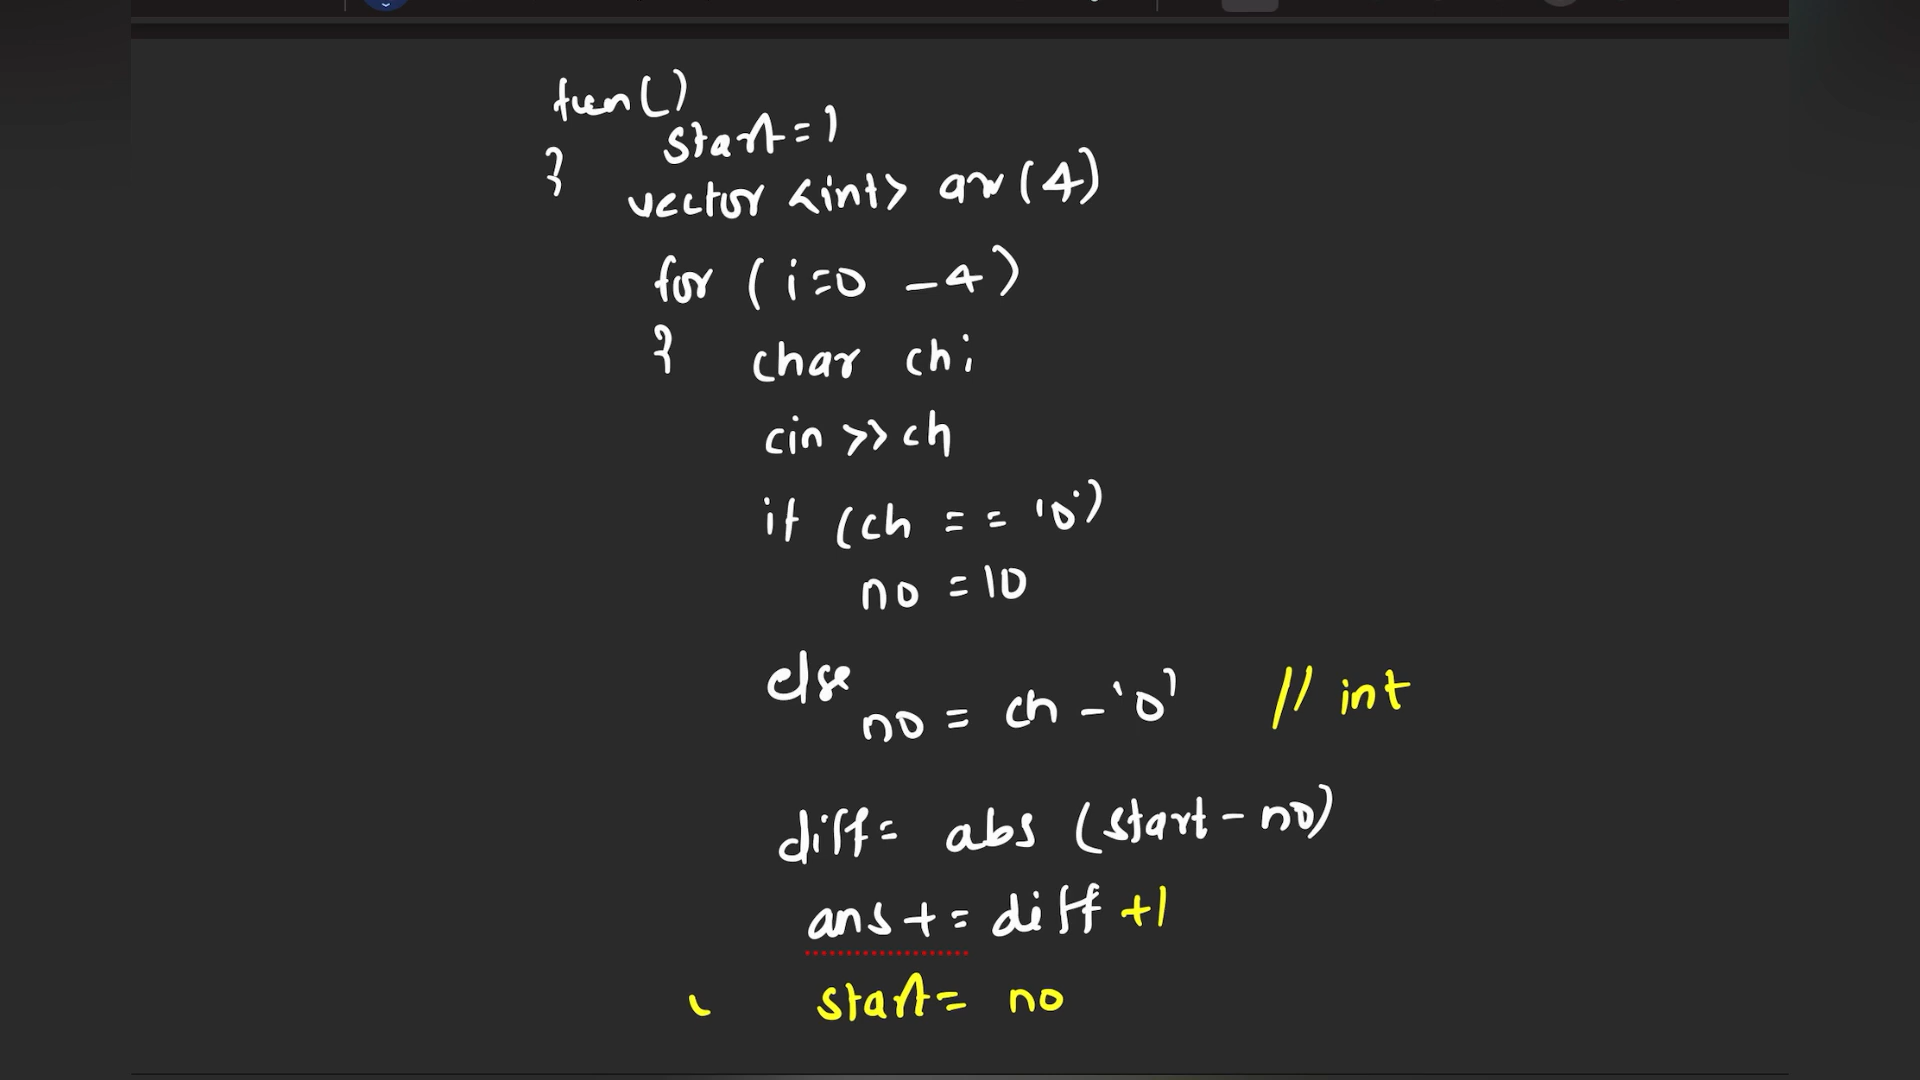 fun()
start=1
{ vector <int> arr(4)
for (i=0 -4)
{ char ch;
cin >> ch
if (ch == '0')
no = 10
else
no = ch - '0' // int
diff = abs (start - no)
ans += diff +1
start = no